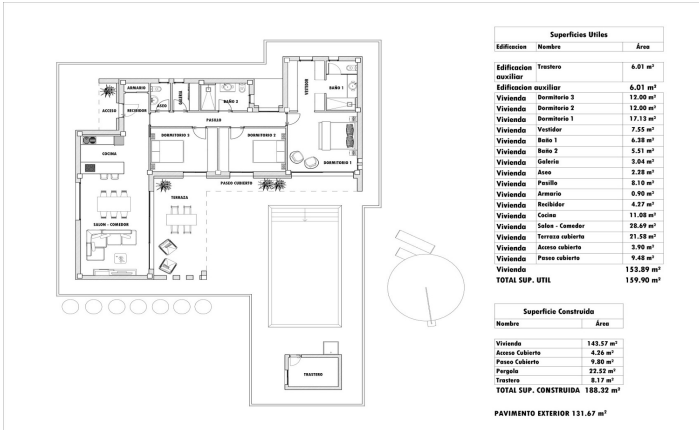 ARMARIO
ACCESO
RECIBIDOR
ASEO
GALERIA
BAÑO 2
VESTIDOR
BAÑO 1
PASILLO
COCINA
DORMITORIO 3
DORMITORIO 2
DORMITORIO 1
PASEO CUBIERTO
TERRAZA
SALON - COMEDOR
TRASTERO
Superficies Utiles
Edificacion Nombre Área
Edificacion auxiliar Trastero 6.01 m²
Edificacion auxiliar 6.01 m²
Vivienda Dormitorio 3 12.00 m²
Vivienda Dormitorio 2 12.00 m²
Vivienda Dormitorio 1 17.13 m²
Vivienda Vestidor 7.55 m²
Vivienda Baño 1 6.38 m²
Vivienda Baño 2 5.51 m²
Vivienda Galeria 3.04 m²
Vivienda Aseo 2.28 m²
Vivienda Pasillo 8.10 m²
Vivienda Armario 0.90 m²
Vivienda Recibidor 4.27 m²
Vivienda Cocina 11.08 m²
Vivienda Salon - Comedor 28.69 m²
Vivienda Terraza cubierta 21.58 m²
Vivienda Acceso cubierto 3.90 m²
Vivienda Paseo cubierto 9.48 m²
Vivienda 153.89 m²
TOTAL SUP. UTIL 159.90 m²
Superficie Construida
Nombre Área
Vivienda 143.57 m²
Acceso Cubierto 4.26 m²
Paseo Cubierto 9.80 m²
Pergola 22.52 m²
Trastero 8.17 m²
TOTAL SUP. CONSTRUIDA 188.32 m²
PAVIMENTO EXTERIOR 131.67 m²